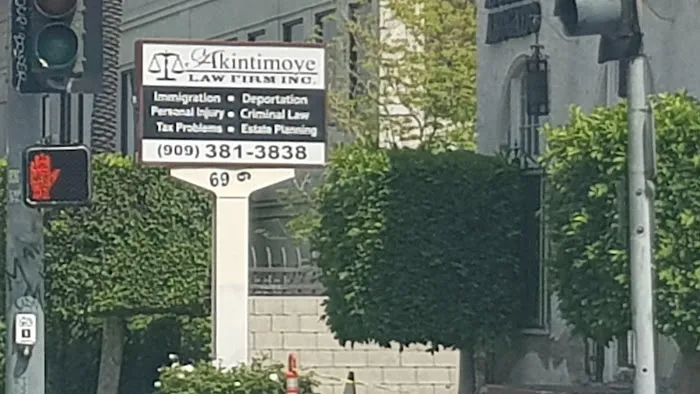 Akintimoye
LAW FIRM INC.
Immigration • Deportation
Personal Injury • Criminal Law
Tax Problems • Estate Planning
(909) 381-3838
69